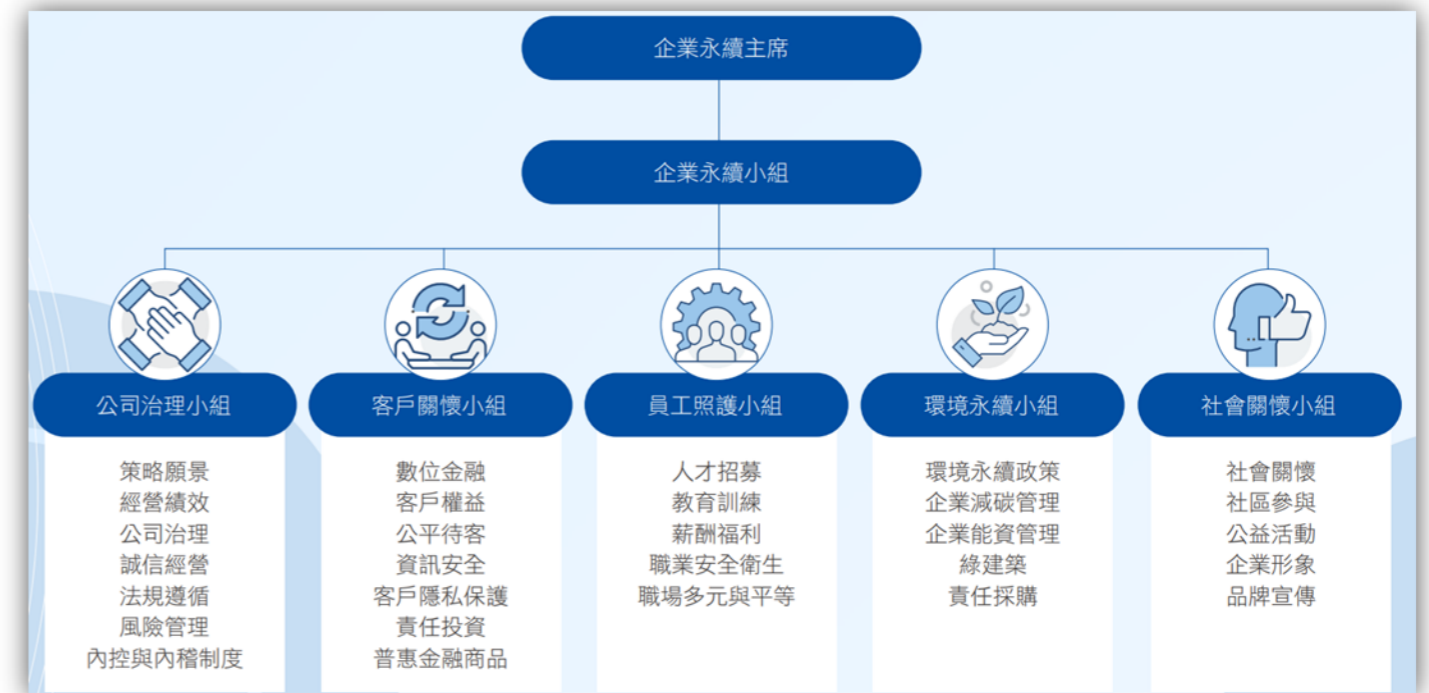 企業永續主席
企業永續小組
公司治理小組
策略願景
經營績效
公司治理
誠信經營
法規遵循
風險管理
內控與內稽制度
客戶關懷小組
數位金融
客戶權益
公平待客
資訊安全
客戶隱私保護
責任投資
普惠金融商品
員工照護小組
人才招募
教育訓練
薪酬福利
職業安全衛生
職場多元與平等
環境永續小組
環境永續政策
企業減碳管理
企業能資管理
綠建築
責任採購
社會關懷小組
社會關懷
社區參與
公益活動
企業形象
品牌宣傳